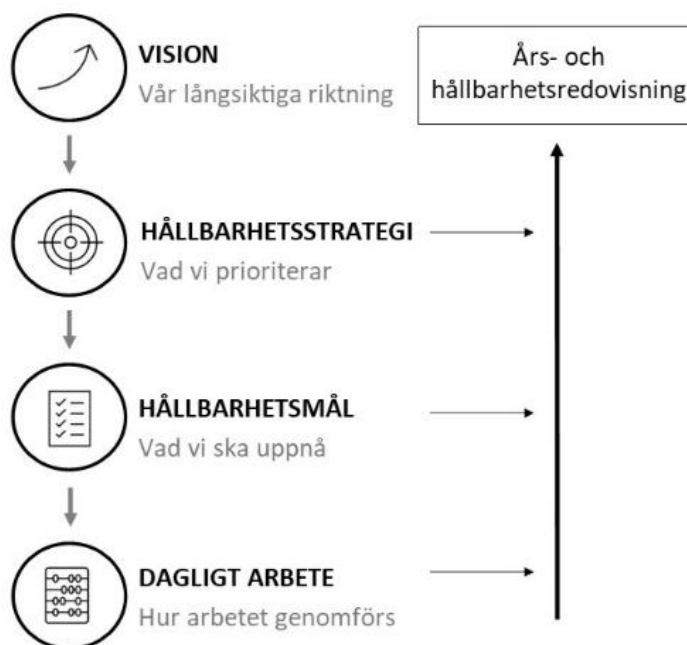 VISION
Vår långsiktiga riktning
Års- och
hållbarhetsredovisning
HÅLLBARHETSSTRATEGI
Vad vi prioriterar
HÅLLBARHETSMÅL
Vad vi ska uppnå
DAGLIGT ARBETE
Hur arbetet genomförs